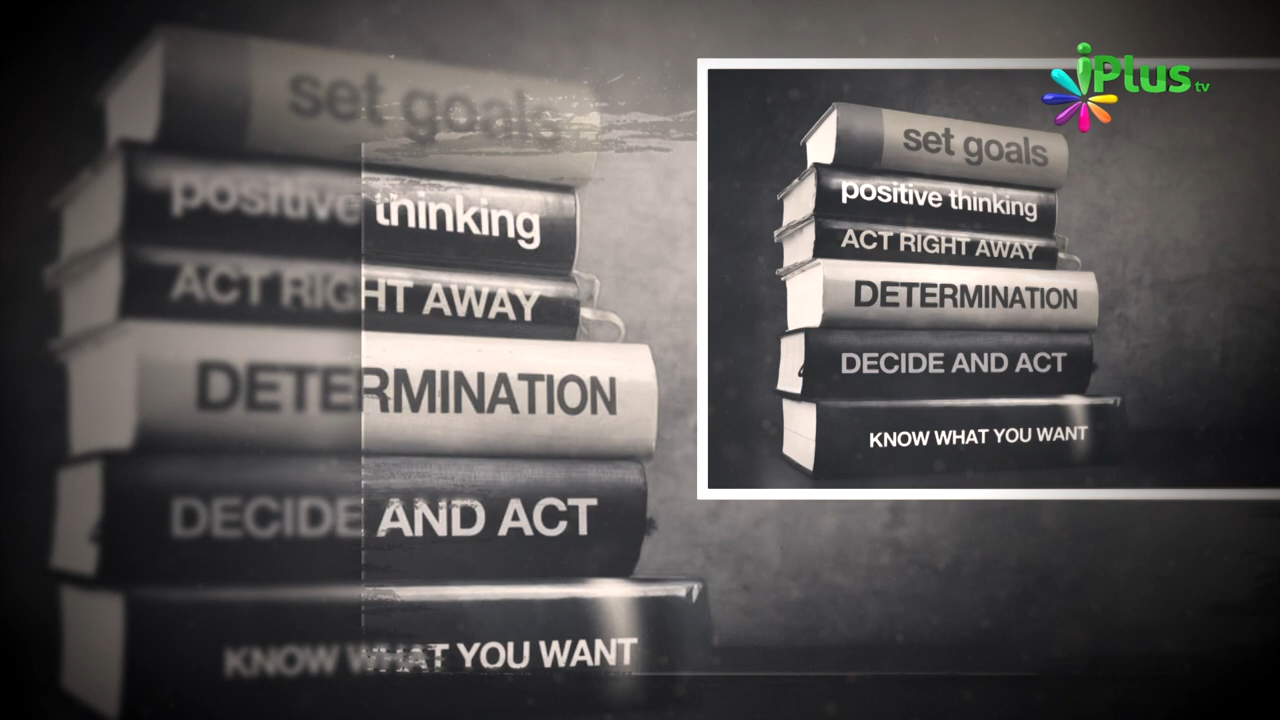 set goals
positive thinking
ACT RIGHT AWAY
DETERMINATION
DECIDE AND ACT
KNOW WHAT YOU WANT
iPlus tv
set goals
positive thinking
ACT RIGHT AWAY
DETERMINATION
DECIDE AND ACT
KNOW WHAT YOU WANT